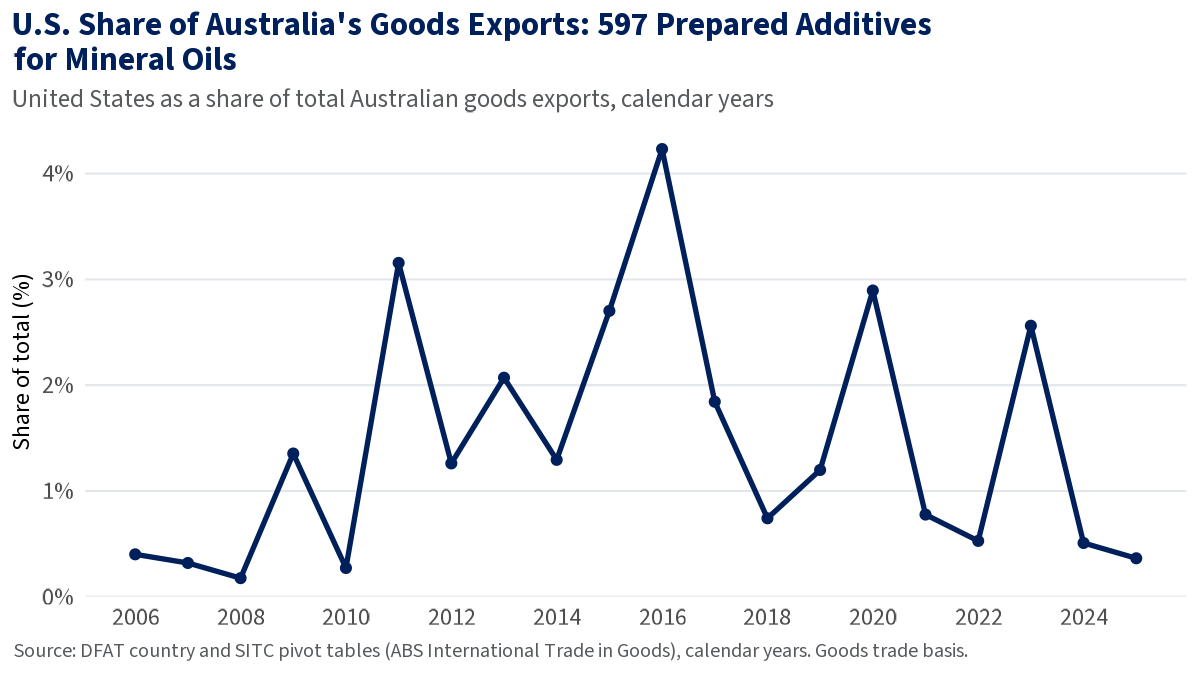 U.S. Share of Australia's Goods Exports: 597 Prepared Additives
for Mineral Oils
United States as a share of total Australian goods exports, calendar years
Share of total (%)
4%
3%
2%
1%
0%
2006 2008 2010 2012 2014 2016 2018 2020 2022 2024
Source: DFAT country and SITC pivot tables (ABS International Trade in Goods), calendar years. Goods trade basis.